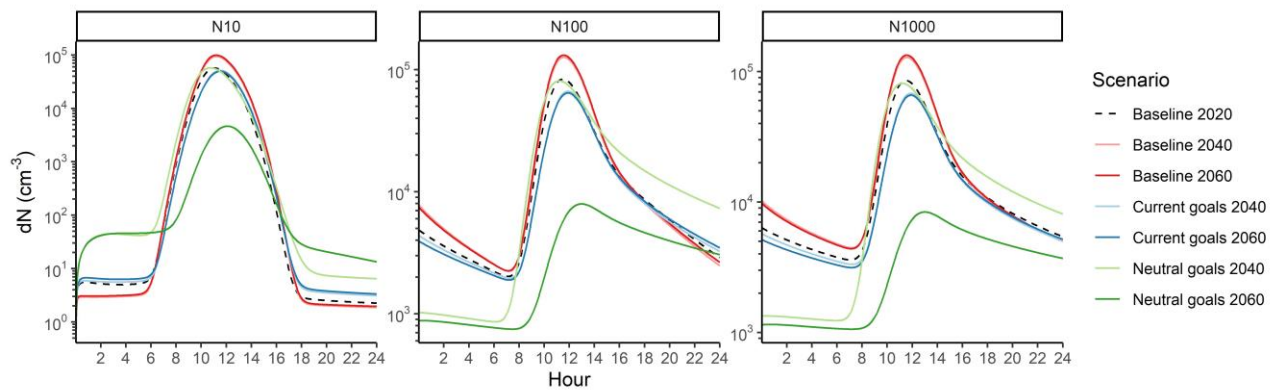 N10
N100
N1000
dN (cm⁻³)
10⁵
10⁴
10³
10²
10¹
10⁰
2 4 6 8 10 12 14 16 18 20 22 24
10⁵
10⁴
10³
2 4 6 8 10 12 14 16 18 20 22 24
10⁵
10⁴
10³
2 4 6 8 10 12 14 16 18 20 22 24
Hour
Scenario
Baseline 2020
Baseline 2040
Baseline 2060
Current goals 2040
Current goals 2060
Neutral goals 2040
Neutral goals 2060